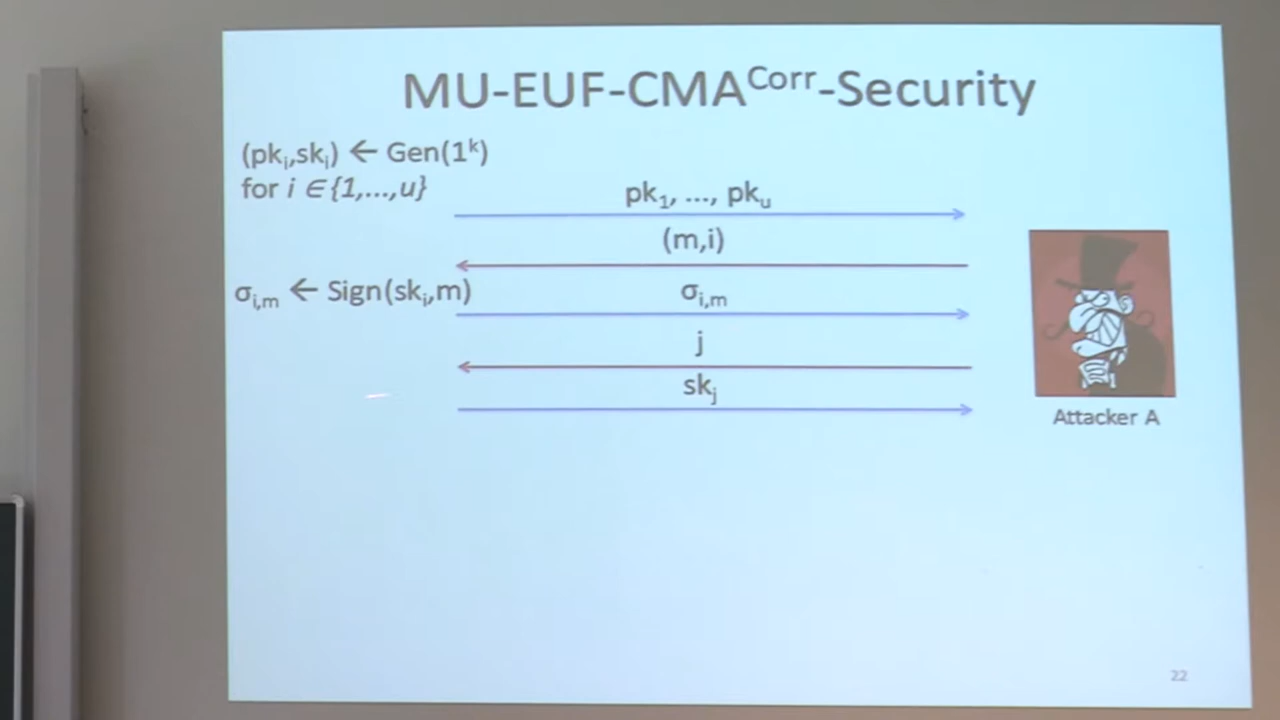 MU-EUF-CMA^Corr-Security
(pk_i,sk_i) ← Gen(1^k)
for i ∈{1,...,u}
pk_1, ..., pk_u
(m,i)
σ_i,m ← Sign(sk_i,m)
σ_i,m
j
sk_j
Attacker A
22